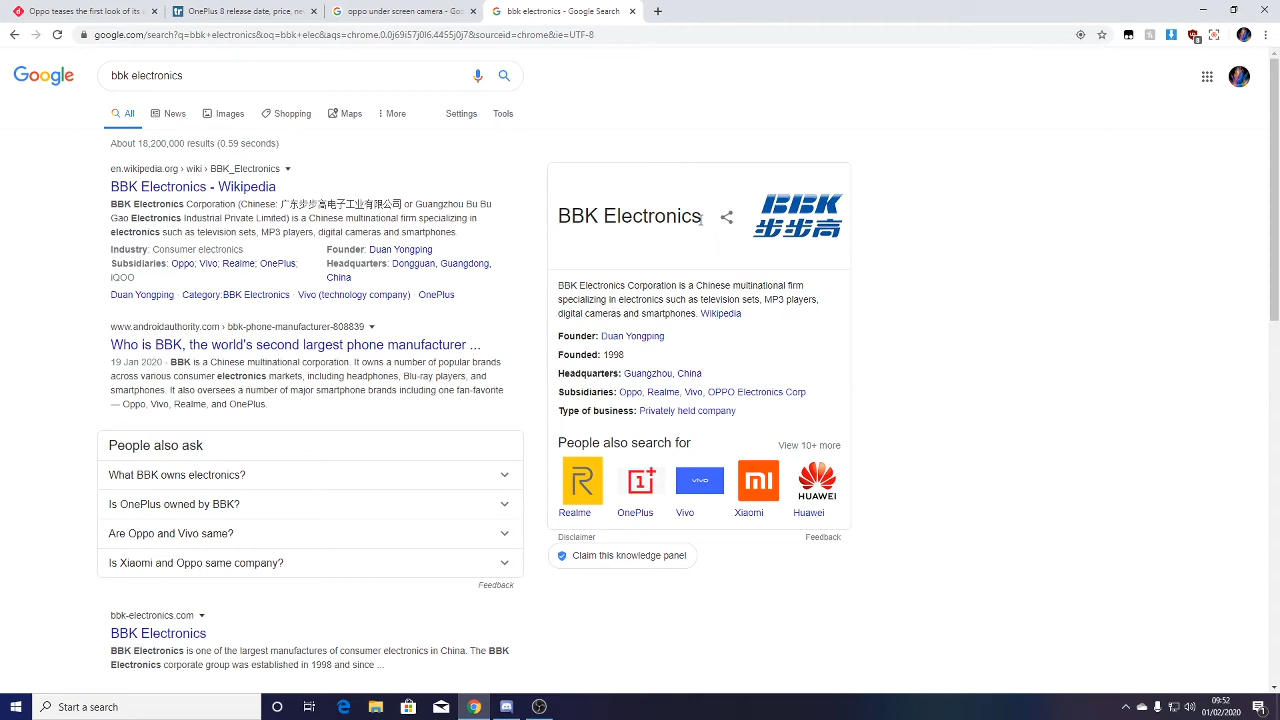 Oppo teases the first look of its
OnePlus 8 release date, price, ne
oppo under screen camera - Goo
bbk electronics - Google Search
google.com/search?q=bbk+electronics&oq=bbk+elec&aqs=chrome.0.0j69i57j0l6.4455j0j7&sourceid=chrome&ie=UTF-8
Google
bbk electronics
All
News
Images
Shopping
Maps
More
Settings
Tools
About 18,200,000 results (0.59 seconds)
en.wikipedia.org › wiki › BBK_Electronics
BBK Electronics - Wikipedia
BBK Electronics Corporation (Chinese: 广东步步高电子工业有限公司 or Guangzhou Bu Bu
Gao Electronics Industrial Private Limited) is a Chinese multinational firm specializing in
electronics such as television sets, MP3 players, digital cameras and smartphones.
Industry: Consumer electronics
Founder: Duan Yongping
Subsidiaries: Oppo; Vivo; Realme; OnePlus;
iQOO
Headquarters: Dongguan, Guangdong,
China
Duan Yongping · Category:BBK Electronics · Vivo (technology company) · OnePlus
www.androidauthority.com › bbk-phone-manufacturer-808839
Who is BBK, the world's second largest phone manufacturer ...
19 Jan 2020 - BBK is a Chinese multinational corporation. It owns a number of popular brands
across various consumer electronics markets, including headphones, Blu-ray players, and
smartphones. It also oversees a number of major smartphone brands including one fan-favorite
— Oppo, Vivo, Realme, and OnePlus.
People also ask
What BBK owns electronics?
Is OnePlus owned by BBK?
Are Oppo and Vivo same?
Is Xiaomi and Oppo same company?
Feedback
bbk-electronics.com
BBK Electronics
BBK Electronics is one of the largest manufactures of consumer electronics in China. The BBK
Electronics corporate group was established in 1998 and since ...
BBK Electronics
BBK
步步高
BBK Electronics Corporation is a Chinese multinational firm
specializing in electronics such as television sets, MP3 players,
digital cameras and smartphones. Wikipedia
Founder: Duan Yongping
Founded: 1998
Headquarters: Guangzhou, China
Subsidiaries: Oppo, Realme, Vivo, OPPO Electronics Corp
Type of business: Privately held company
People also search for
View 10+ more
vivo
mi
HUAWEI
Realme
OnePlus
Vivo
Xiaomi
Huawei
Disclaimer
Feedback
Claim this knowledge panel
Start a search
09:52
01/02/2020